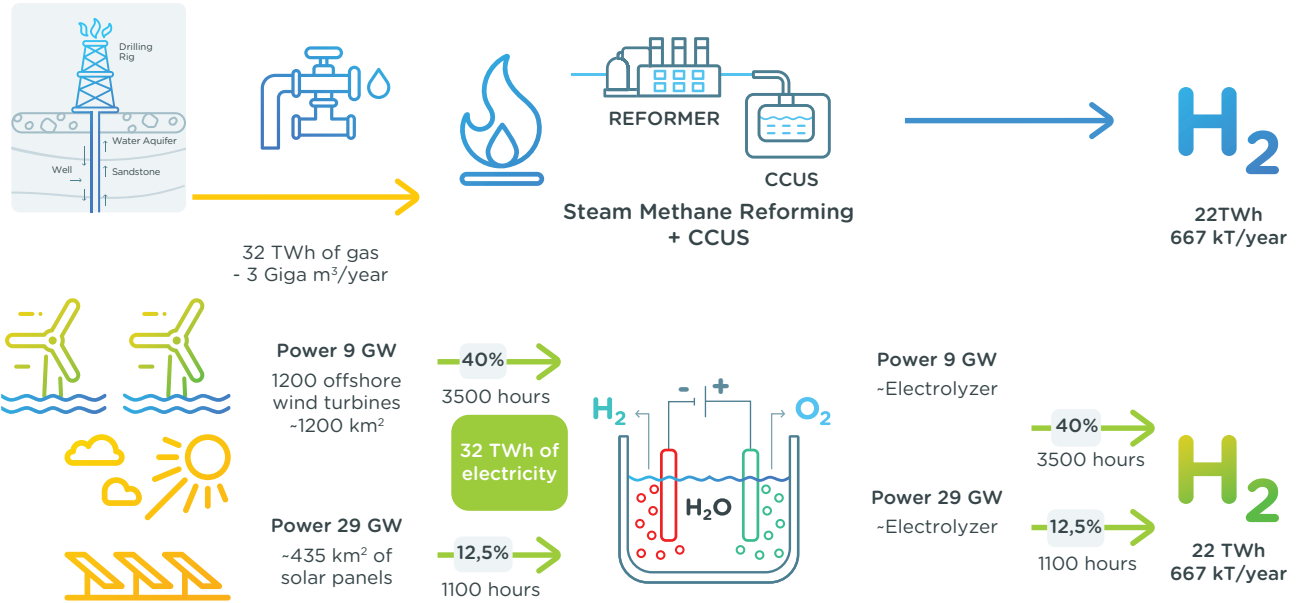 Drilling
Rig
Water Aquifer
Well
Sandstone
32 TWh of gas
- 3 Giga m³/year
REFORMER
CCUS
Steam Methane Reforming
+ CCUS
H₂
22TWh
667 kT/year
Power 9 GW
1200 offshore
wind turbines
~1200 km²
40%
3500 hours
32 TWh of
electricity
Power 29 GW
~435 km² of
solar panels
12,5%
1100 hours
- +
H₂
O₂
H₂O
Power 9 GW
~Electrolyzer
40%
3500 hours
Power 29 GW
~Electrolyzer
12,5%
1100 hours
H₂
22 TWh
667 kT/year